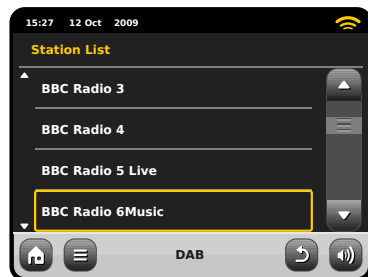 15:27 12 Oct 2009
Station List
BBC Radio 3
BBC Radio 4
BBC Radio 5 Live
BBC Radio 6Music
DAB